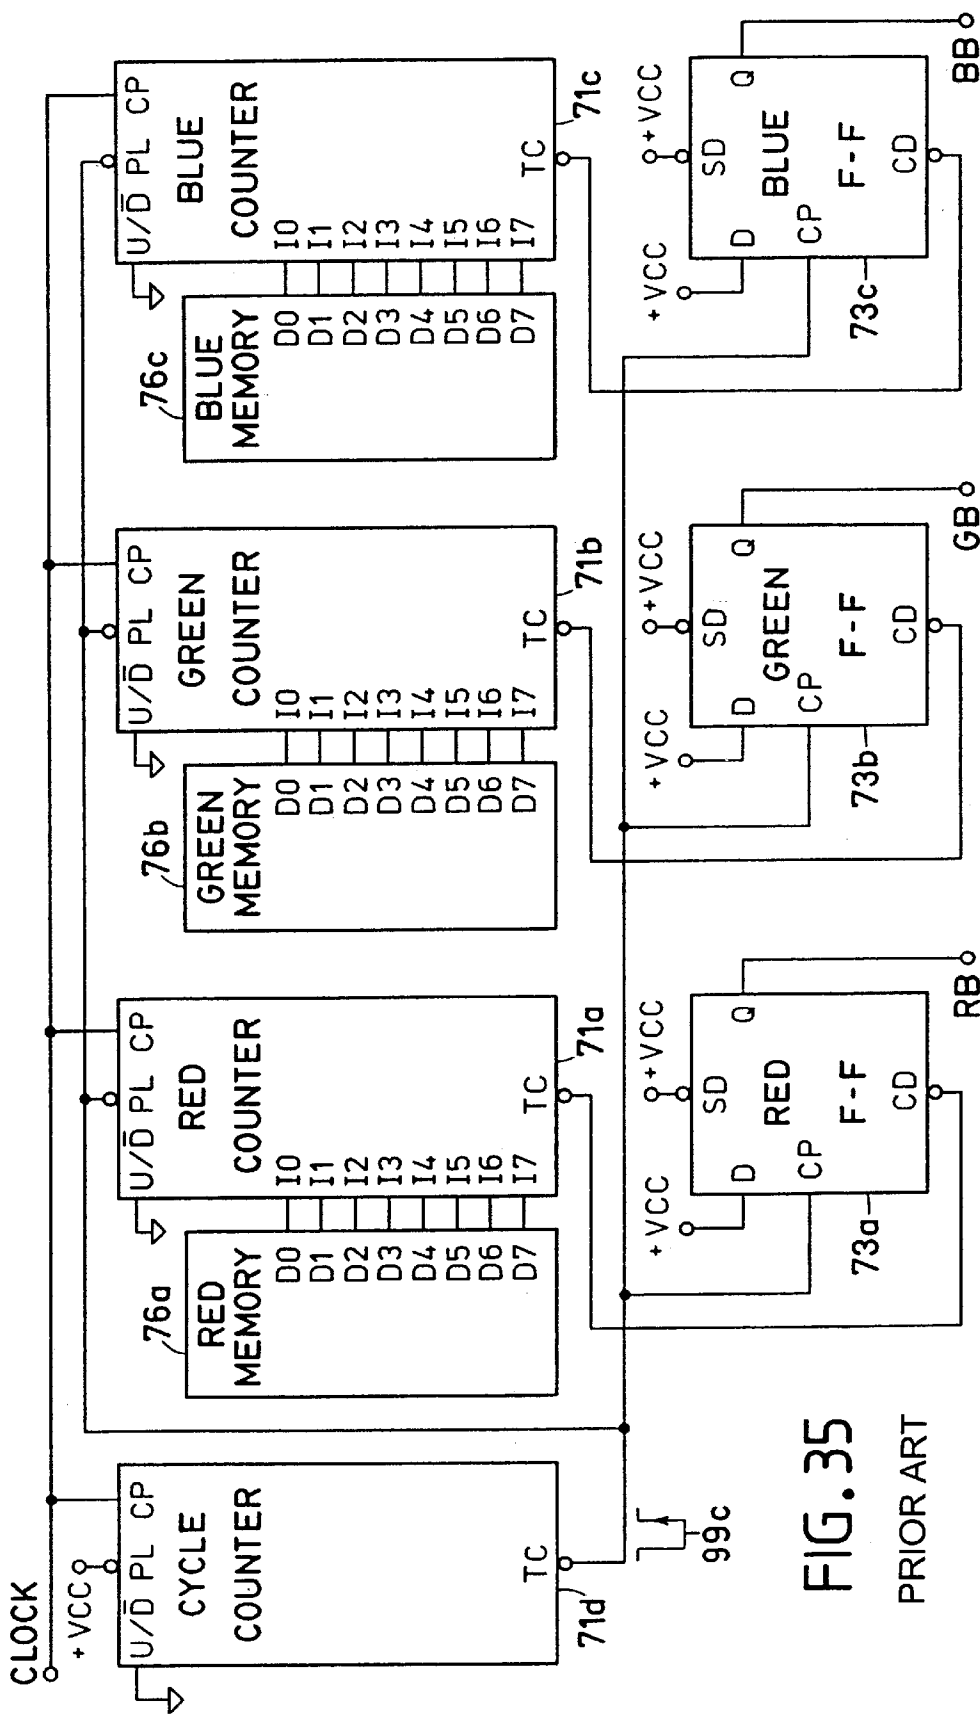 CLOCK
+VCC
U/D̅ PL CP
CYCLE
COUNTER
TC
71d
99c
76a
RED
MEMORY
D0
D1
D2
D3
D4
D5
D6
D7
U/D̅ PL CP
RED
COUNTER
I0
I1
I2
I3
I4
I5
I6
I7
TC
71a
76b
GREEN
MEMORY
D0
D1
D2
D3
D4
D5
D6
D7
U/D̅ PL CP
GREEN
COUNTER
I0
I1
I2
I3
I4
I5
I6
I7
TC
71b
76c
BLUE
MEMORY
D0
D1
D2
D3
D4
D5
D6
D7
U/D̅ PL CP
BLUE
COUNTER
I0
I1
I2
I3
I4
I5
I6
I7
TC
71c
+VCC
+VCC
D
SD
Q
RED
CP
F-F
CD
73a
RB
+VCC
+VCC
D
SD
Q
GREEN
CP
F-F
CD
73b
GB
+VCC
+VCC
D
SD
Q
BLUE
CP
F-F
CD
73c
BB
FIG.35
PRIOR ART